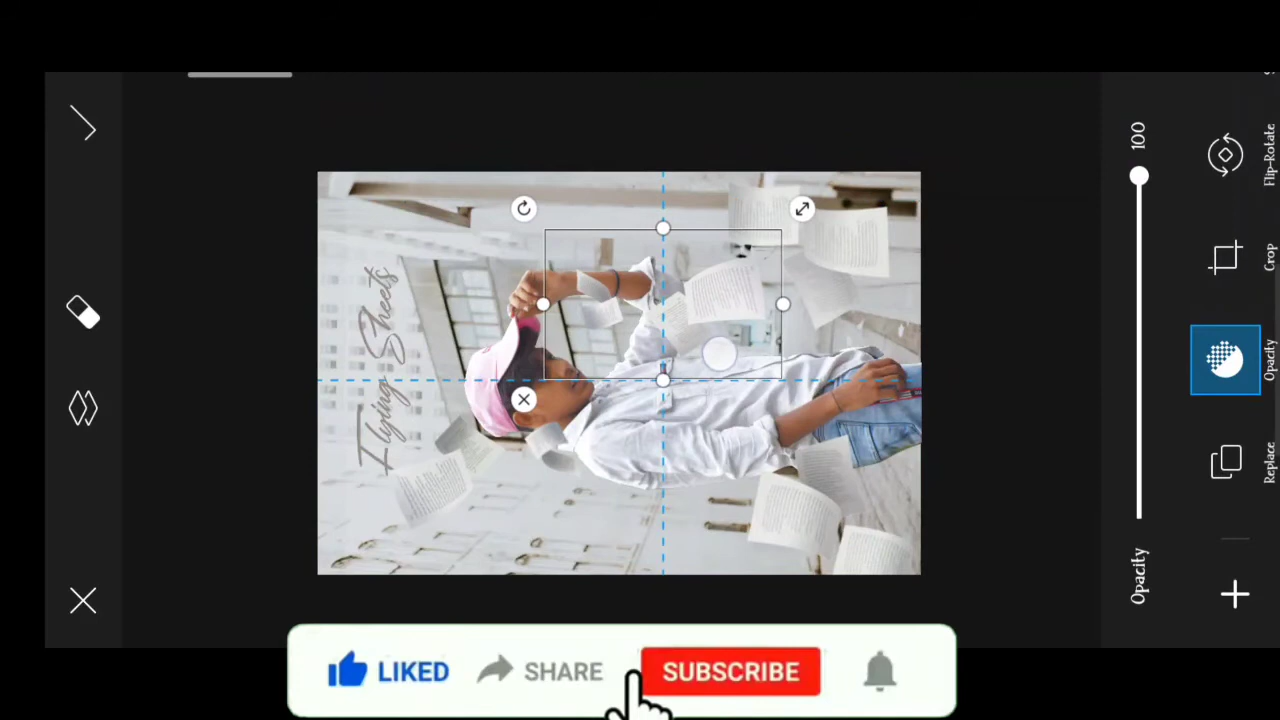 Flying Sheets
100
Opacity
Flip-Rotate
Crop
Opacity
Replace
LIKED
SHARE
SUBSCRIBE